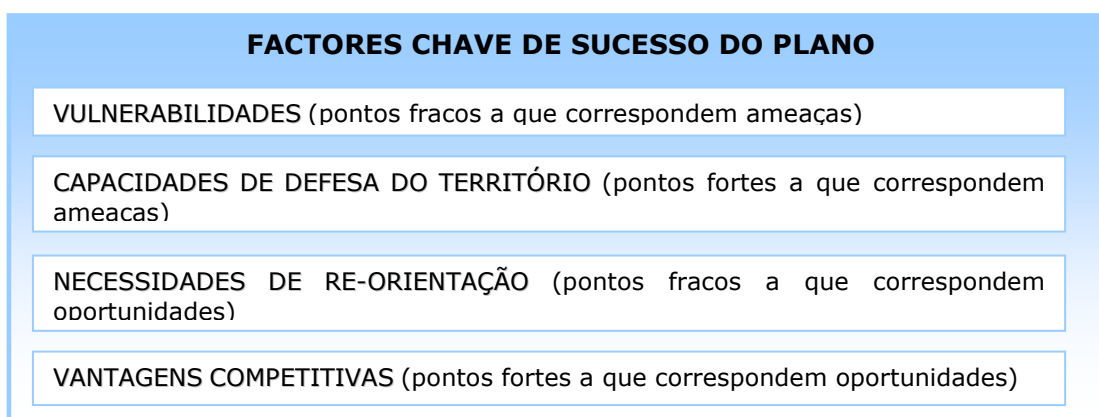 FACTORES CHAVE DE SUCESSO DO PLANO
VULNERABILIDADES (pontos fracos a que correspondem ameaças)
CAPACIDADES DE DEFESA DO TERRITÓRIO (pontos fortes a que correspondem
ameaças)
NECESSIDADES DE RE-ORIENTAÇÃO (pontos fracos a que correspondem
oportunidades)
VANTAGENS COMPETITIVAS (pontos fortes a que correspondem oportunidades)